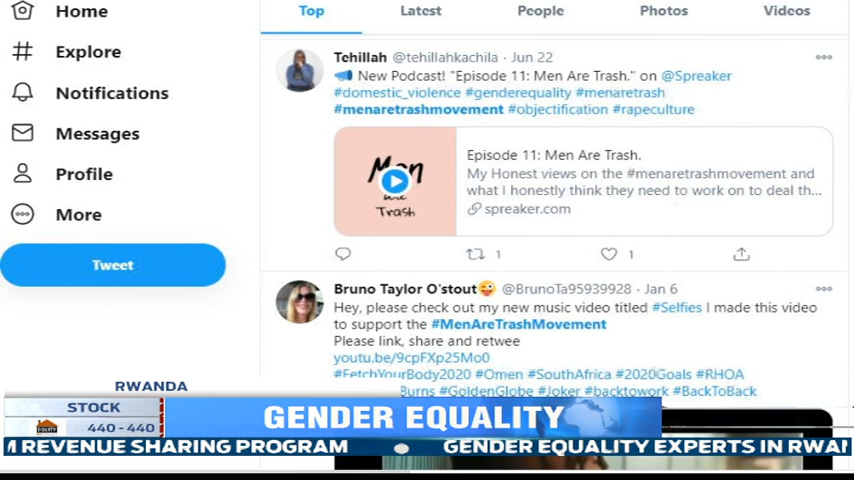 Home
Explore
Notifications
Messages
Profile
More
Tweet
Top
Latest
People
Photos
Videos
Tehillah @tehillahkachila · Jun 22
New Podcast! "Episode 11: Men Are Trash." on @Spreaker
#domestic_violence #genderequality #menaretrash
#menaretrashmovement #objectification #rapeculture
Men
are
Trash
Episode 11: Men Are Trash.
My Honest views on the #menaretrashmovement and
what I honestly think they need to work on to deal th...
spreaker.com
1
1
Bruno Taylor O'stout @BrunoTa95939928 · Jan 6
Hey, please check out my new music video titled #Selfies I made this video
to support the #MenAreTrashMovement
Please link, share and retwee
youtu.be/9cpFXp25Mo0
#FetchYourBody2020 #Omen #SouthAfrica #2020Goals #RHOA
Burns #GoldenGlobe #Joker #backtowork #BackToBack
RWANDA
STOCK
EQUITY
440 - 440
GENDER EQUALITY
M REVENUE SHARING PROGRAM
GENDER EQUALITY EXPERTS IN RWAN